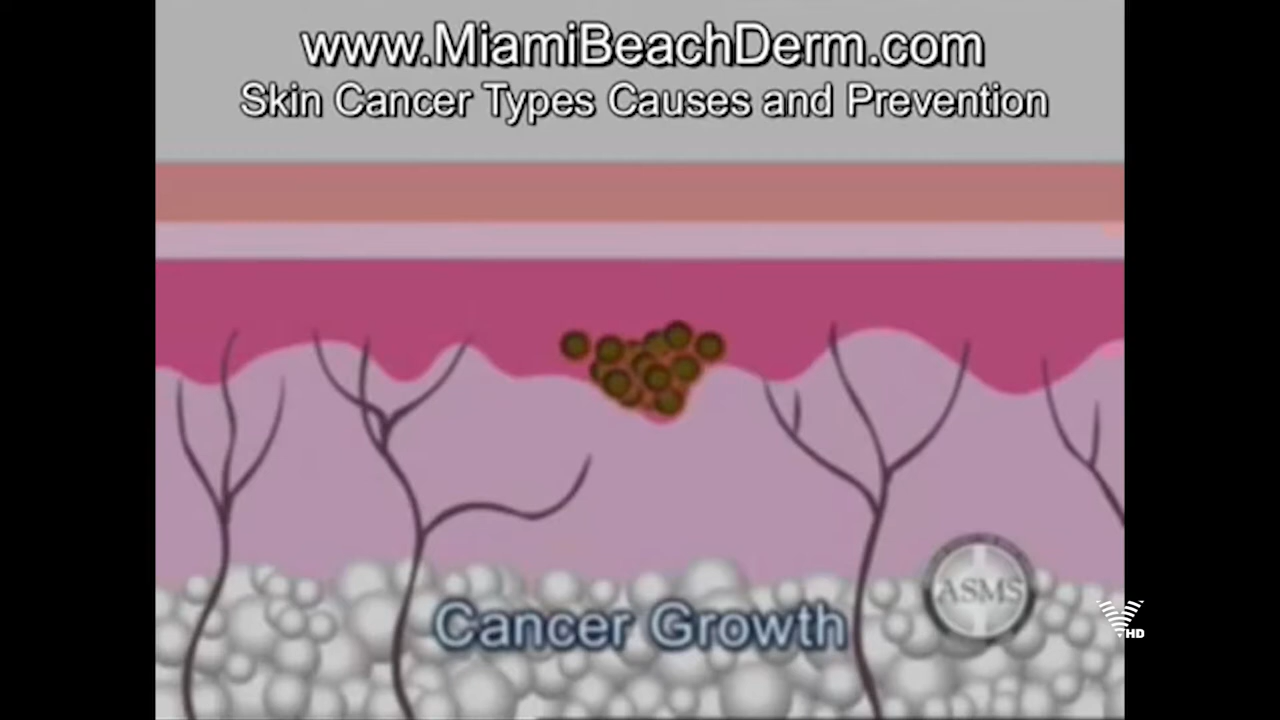 www.MiamiBeachDerm.com
Skin Cancer Types Causes and Prevention
Cancer Growth
ASMS
HD